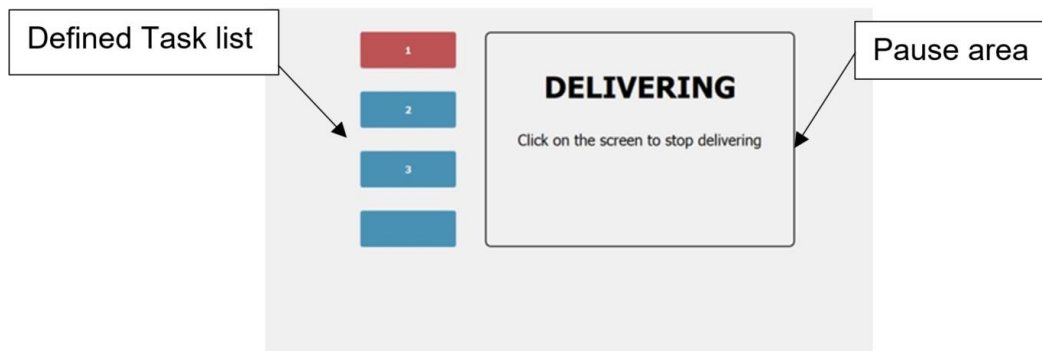 Defined Task list
1
2
3
DELIVERING
Click on the screen to stop delivering
Pause area